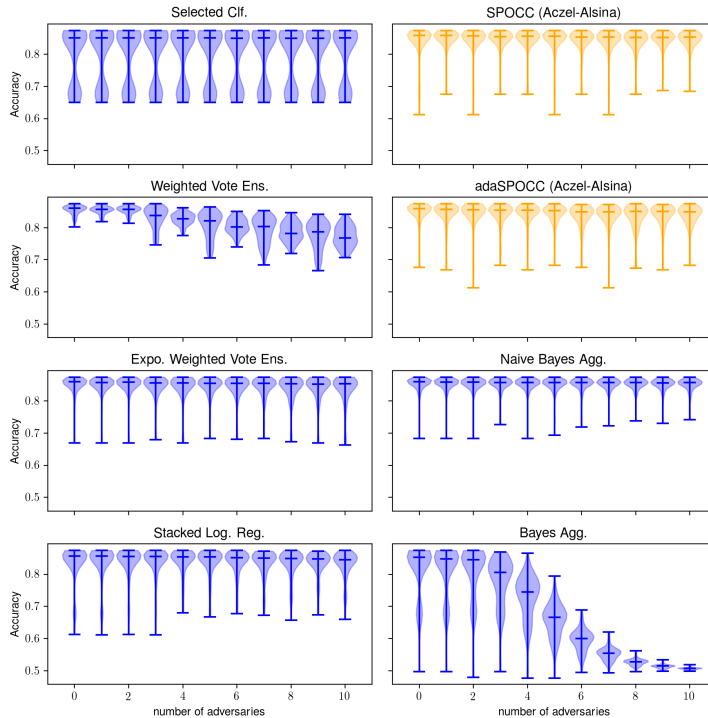 Selected Clf.
SPOCC (Aczel-Alsina)
Accuracy
0.8
0.7
0.6
0.5
Weighted Vote Ens.
adaSPOCC (Aczel-Alsina)
Accuracy
0.8
0.7
0.6
0.5
Expo. Weighted Vote Ens.
Naive Bayes Agg.
Accuracy
0.8
0.7
0.6
0.5
Stacked Log. Reg.
Bayes Agg.
Accuracy
0.8
0.7
0.6
0.5
0 2 4 6 8 10
0 2 4 6 8 10
number of adversaries
number of adversaries